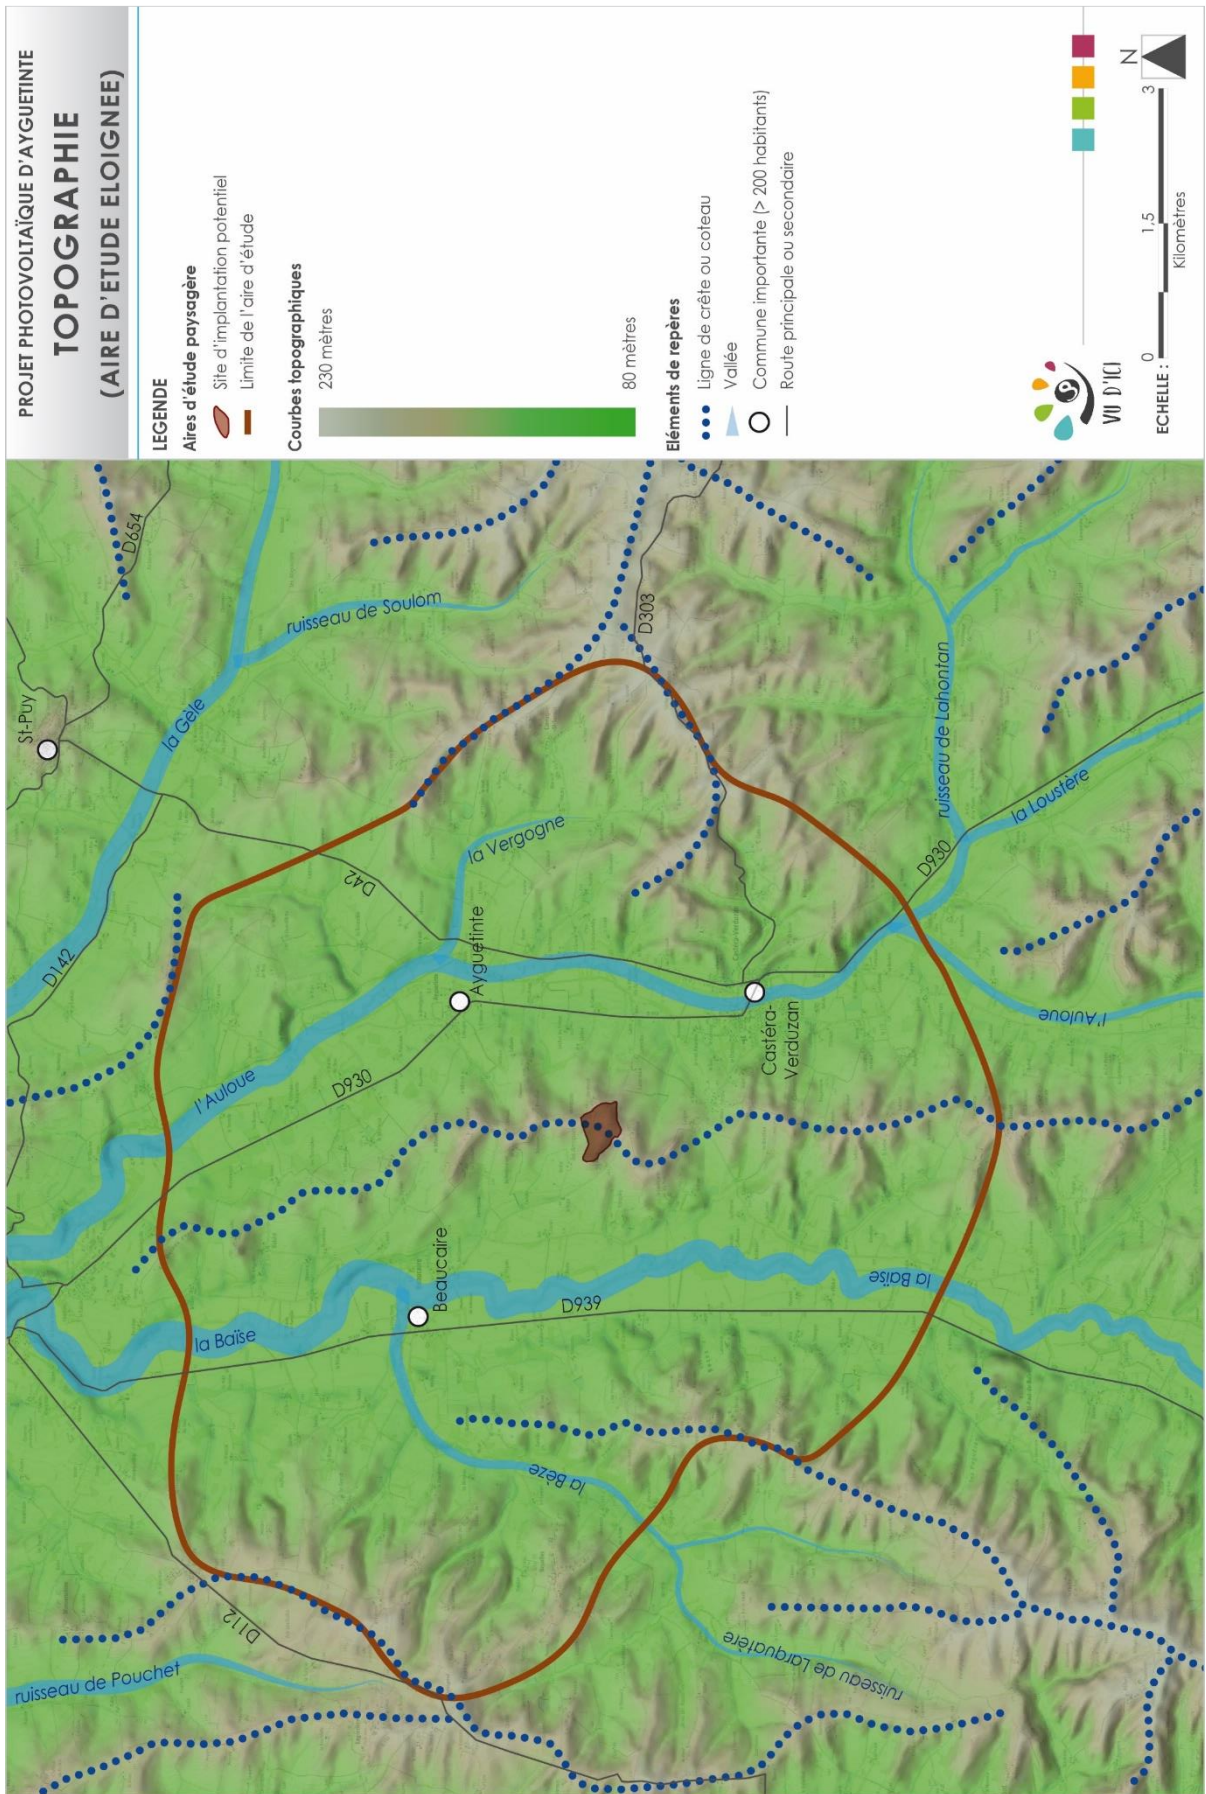 PROJET PHOTOVOLTAÏQUE D'AYGUETINTE
TOPOGRAPHIE
(AIRE D'ETUDE ELOIGNEE)
LEGENDE
Aires d'étude paysagère
Site d'implantation potentiel
Limite de l'aire d'étude
Courbes topographiques
230 mètres
80 mètres
Eléments de repères
Ligne de crête ou coteau
Vallée
Commune importante (> 200 habitants)
Route principale ou secondaire
VU D'ICI
ECHELLE :
0
1,5
3
Kilomètres
N
St-Puy
D654
la Gèle
ruisseau de Soulom
D142
D42
la Vergogne
D303
Ayguetinte
l'Auloue
D930
Castéra-
Verduzan
ruisseau de Lahontan
la Loustère
D930
l'Auloue
Beaucaire
la Baïse
D939
la Baïse
la Bèze
D112
ruisseau de Pouchet
ruisseau de Larquatère